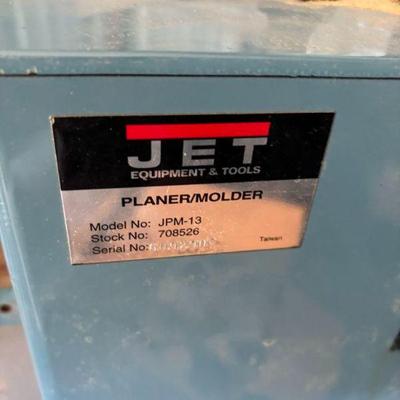 JET
EQUIPMENT & TOOLS
PLANER/MOLDER
Model No: JPM-13
Stock No: 708526
Serial No:
Taiwan